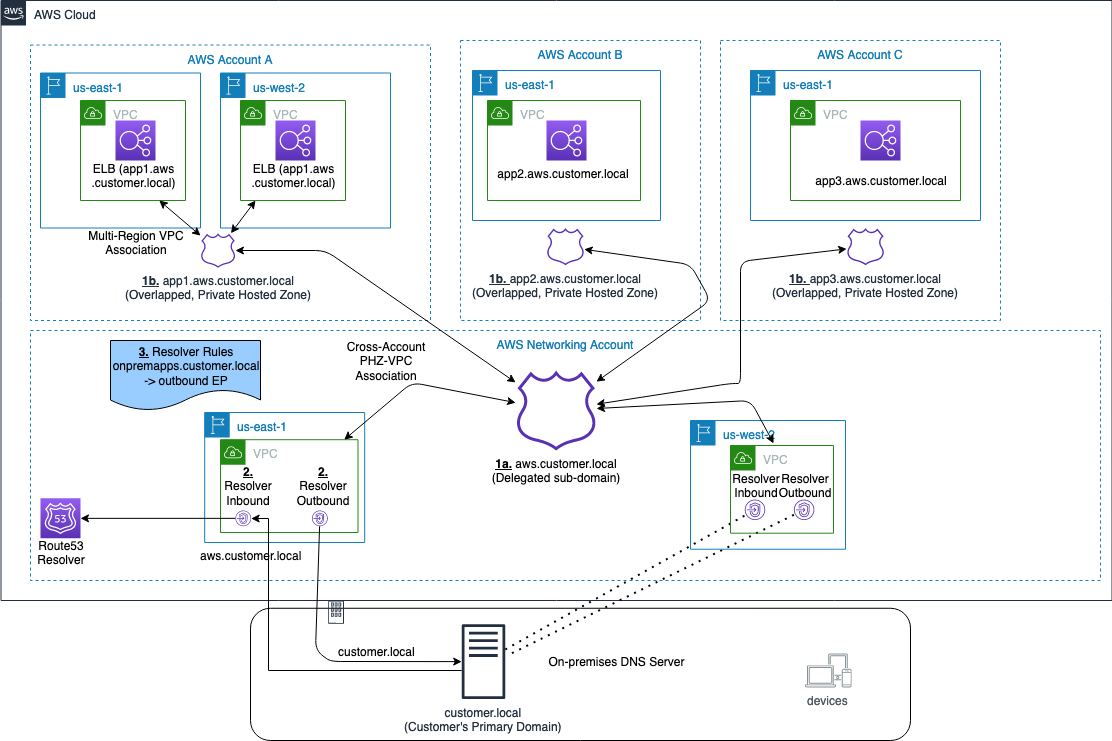 aws
AWS Cloud
AWS Account A
us-east-1
VPC
ELB (app1.aws
.customer.local)
us-west-2
VPC
ELB (app1.aws
.customer.local)
Multi-Region VPC
Association
1b. app1.aws.customer.local
(Overlapped, Private Hosted Zone)
AWS Account B
us-east-1
VPC
app2.aws.customer.local
1b. app2.aws.customer.local
(Overlapped, Private Hosted Zone)
AWS Account C
us-east-1
VPC
app3.aws.customer.local
1b. app3.aws.customer.local
(Overlapped, Private Hosted Zone)
AWS Networking Account
3. Resolver Rules
onpremapps.customer.local
-> outbound EP
Cross-Account
PHZ-VPC
Association
1a. aws.customer.local
(Delegated sub-domain)
us-east-1
VPC
2.
Resolver
Inbound
2.
Resolver
Outbound
aws.customer.local
53
Route53
Resolver
us-west-2
VPC
Resolver
Inbound
Resolver
Outbound
customer.local
On-premises DNS Server
customer.local
(Customer's Primary Domain)
devices